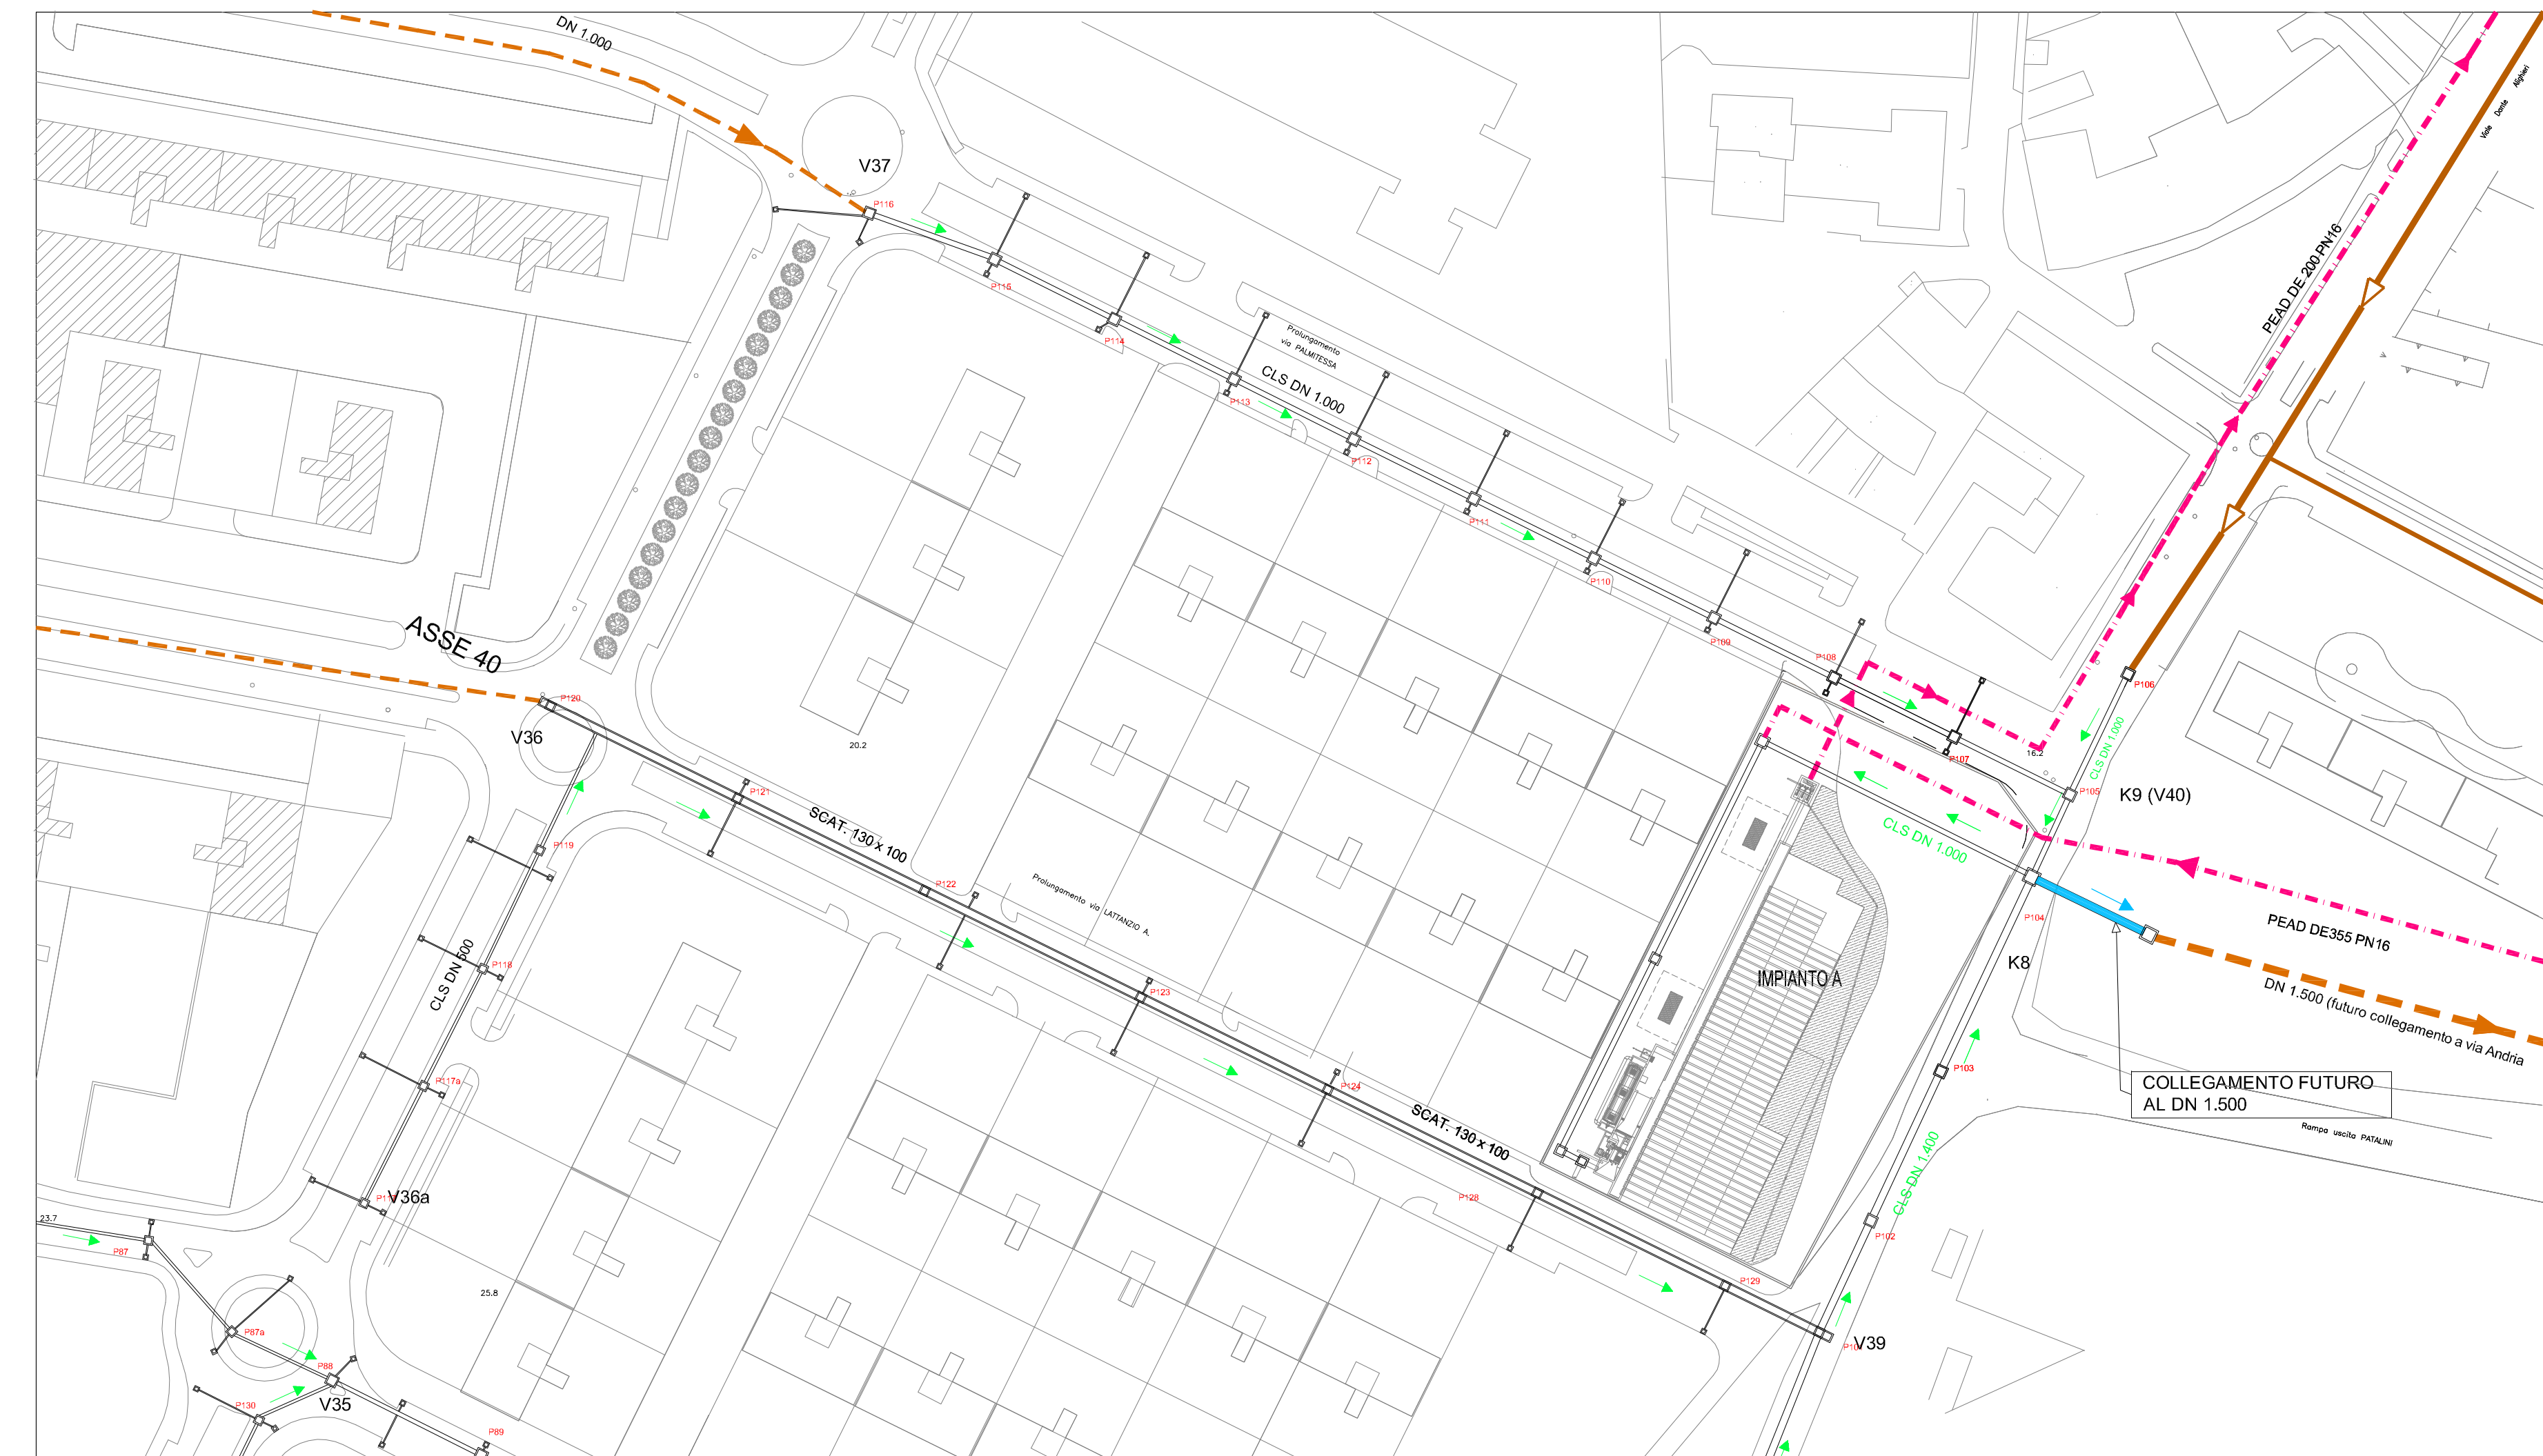 DN 1.000
Viale Dante Alighieri
V37
P116
PEAD DE 200 PN16
P115
P114
Prolungamento
via PALMITESSA
CLS DN 1.000
P113
P112
P111
P110
P109
P108
P107
16.2
P106
CLS DN 1.000
P105
K9 (V40)
ASSE 40
P120
V36
20.2
P121
SCAT. 130 x 100
P119
P122
Prolungamento via LATTANZIO A.
CLS DN 1.000
P104
K8
PEAD DE355 PN16
DN 1.500 (futuro collegamento a via Andria
IMPIANTO A
CLS DN 500
P118
P123
P117a
P124
SCAT. 130 x 100
P103
COLLEGAMENTO FUTURO
AL DN 1.500
Rampa uscita PATALINI
CLS DN 1.400
V36a
P128
P102
23.7
P87
25.8
P129
V39
P87a
P88
V35
P130
P89